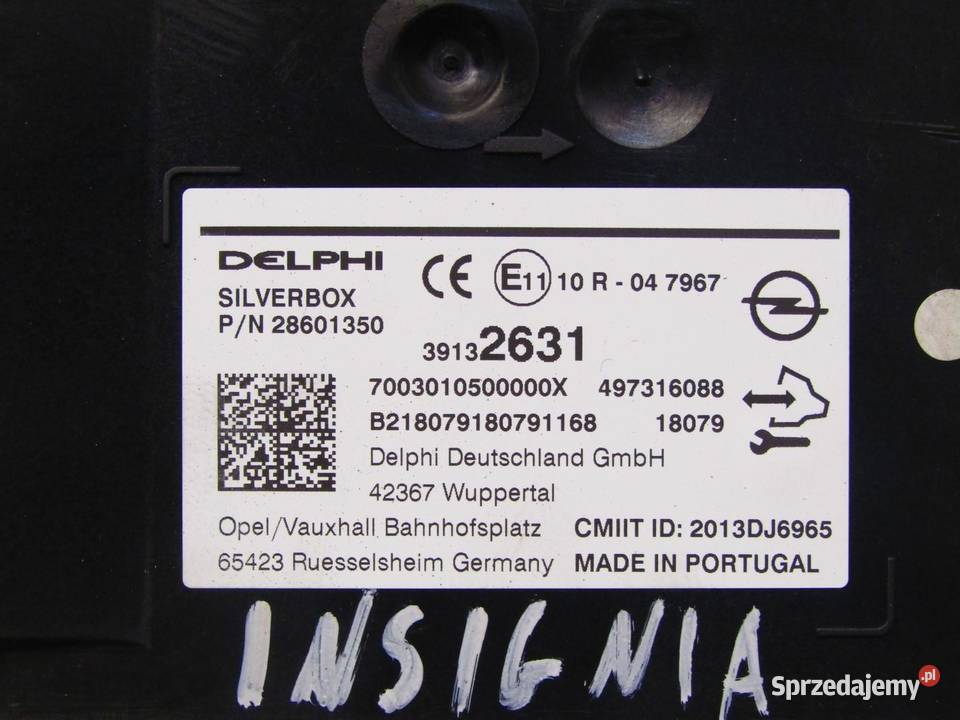 DELPHI CE E11 10 R - 04 7967
SILVERBOX
P/N 28601350
39132631
7003010500000X 497316088
B218079180791168 18079
Delphi Deutschland GmbH
42367 Wuppertal
Opel/Vauxhall Bahnhofsplatz CMIIT ID: 2013DJ6965
65423 Ruesselsheim Germany MADE IN PORTUGAL
INSIGNIA
Sprzedajemy.pl